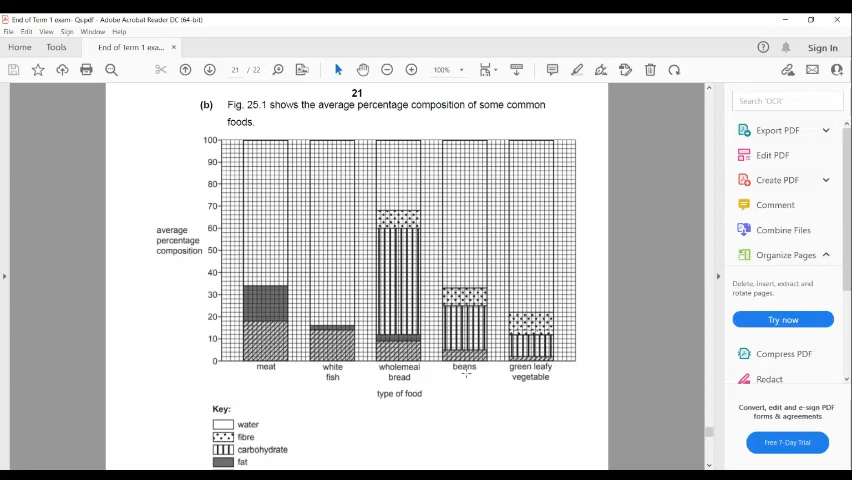 End of Term 1 exam- Qs.pdf - Adobe Acrobat Reader DC (64-bit)
File Edit View Sign Window Help
Home Tools End of Term 1 exa... × Sign In
21 / 22 100%
21
(b) Fig. 25.1 shows the average percentage composition of some common
foods.
100
90
80
70
60
50
40
30
20
10
0
average
percentage
composition
meat
white
fish
wholemeal
bread
beans
green leafy
vegetable
type of food
Key:
water
fibre
carbohydrate
fat
Search 'OCR'
Export PDF
Edit PDF
Create PDF
Comment
Combine Files
Organize Pages
Delete, insert, extract and
rotate pages.
Try now
Compress PDF
Redact
Convert, edit and e-sign PDF
forms & agreements
Free 7-Day Trial